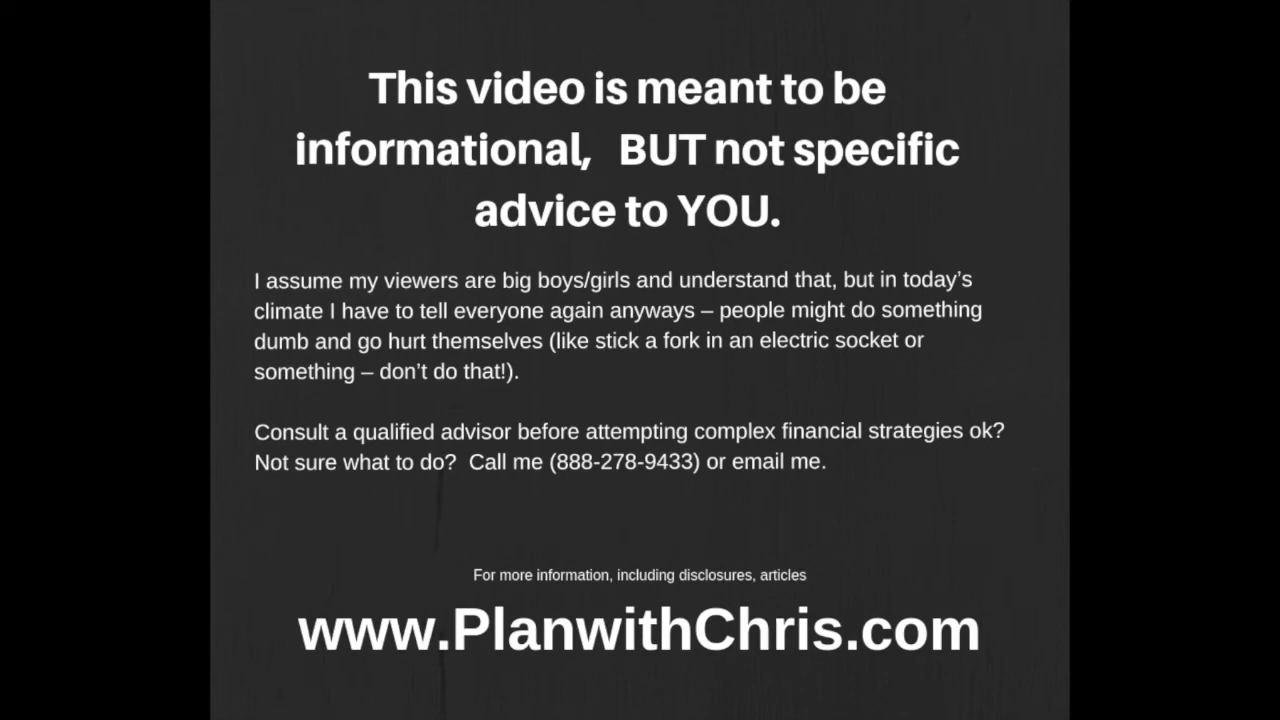 This video is meant to be
informational,   BUT not specific
advice to YOU.
I assume my viewers are big boys/girls and understand that, but in today’s
climate I have to tell everyone again anyways – people might do something
dumb and go hurt themselves (like stick a fork in an electric socket or
something – don’t do that!).
Consult a qualified advisor before attempting complex financial strategies ok?
Not sure what to do?  Call me (888-278-9433) or email me.
For more information, including disclosures, articles
www.PlanwithChris.com